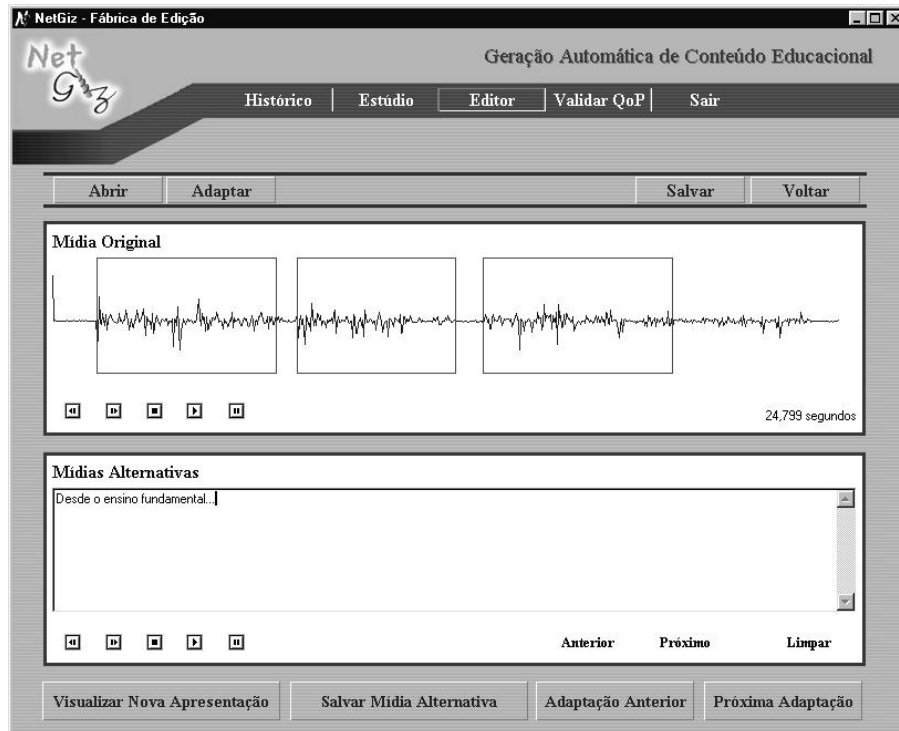 NetGiz - Fábrica de Edição
Net
Giz
Geração Automática de Conteúdo Educacional
Histórico Estúdio Editor Validar QoP Sair
Abrir Adaptar Salvar Voltar
Mídia Original
24,799 segundos
Mídias Alternativas
Desde o ensino fundamental...
Anterior Próximo Limpar
Visualizar Nova Apresentação Salvar Mídia Alternativa Adaptação Anterior Próxima Adaptação